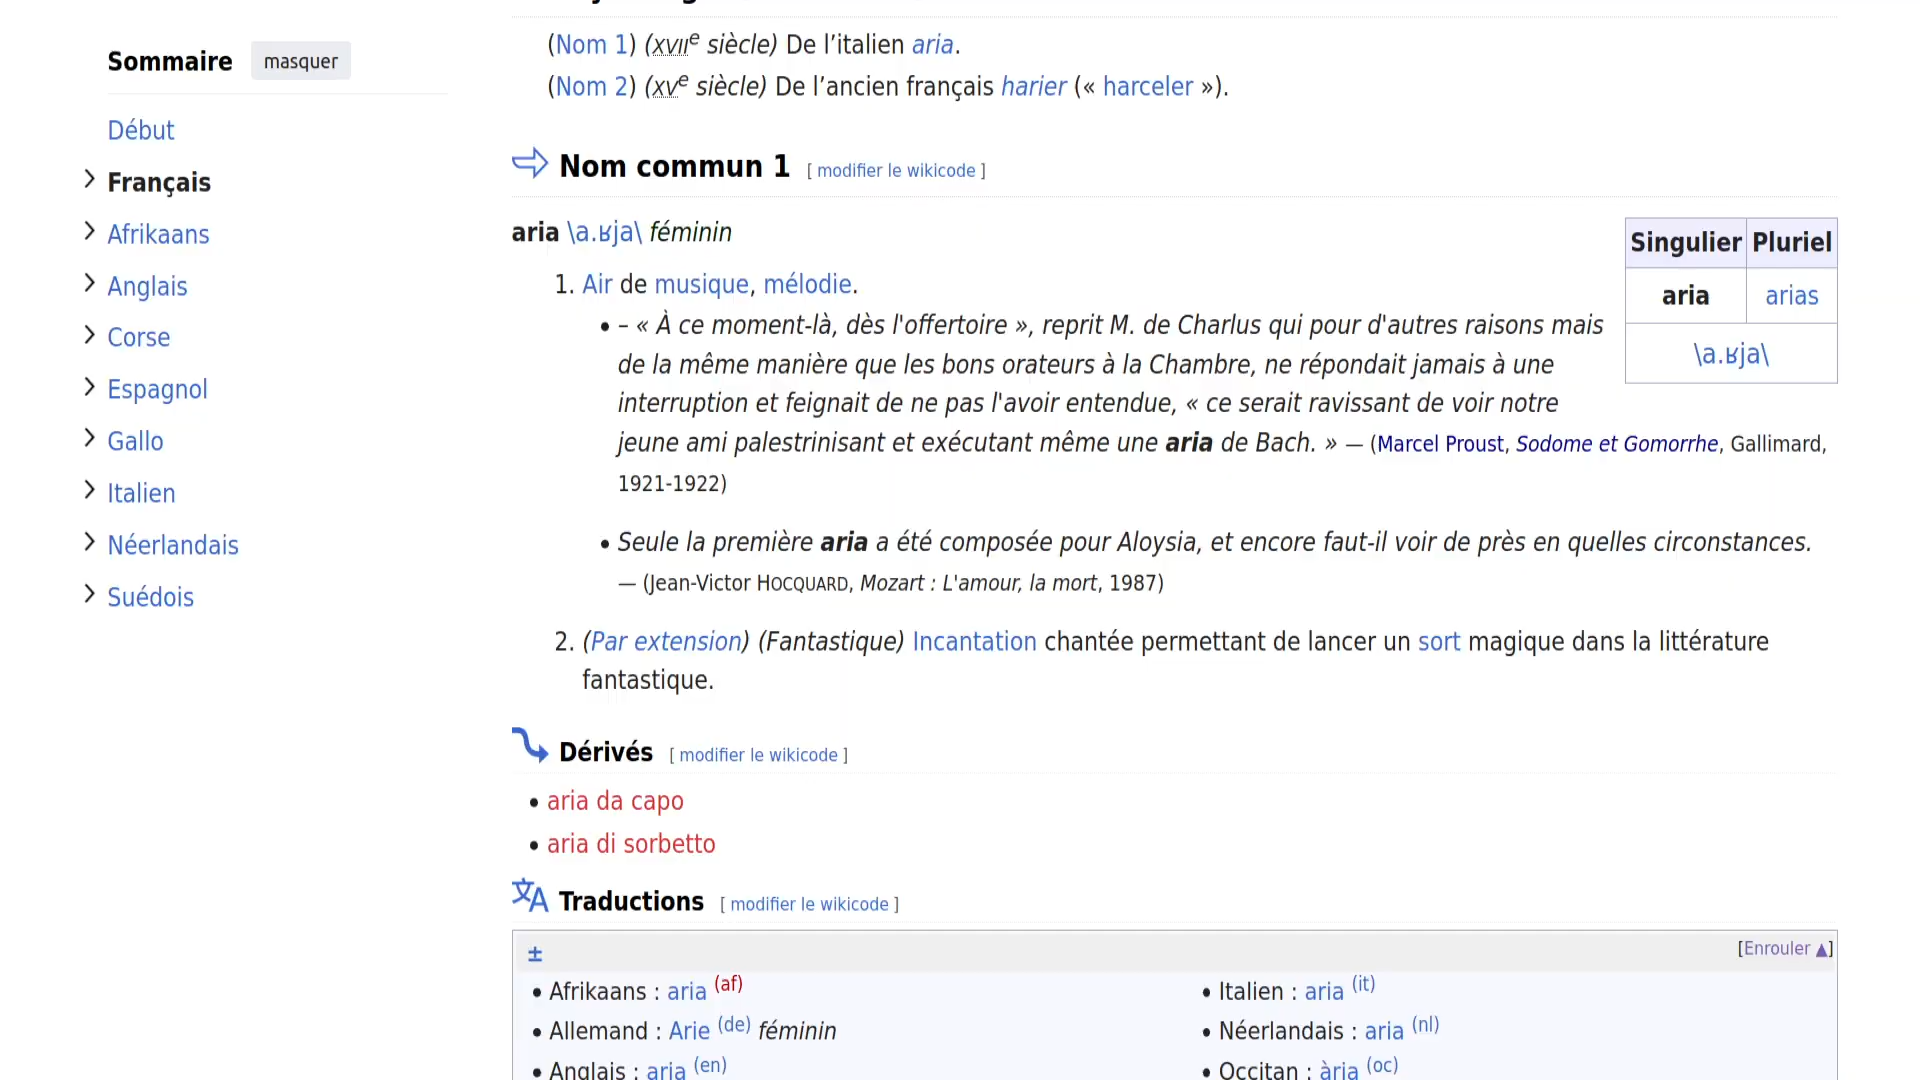 Sommaire masquer
Début
Français
Afrikaans
Anglais
Corse
Espagnol
Gallo
Italien
Néerlandais
Suédois
(Nom 1) (XVIIe siècle) De l’italien aria.
(Nom 2) (XVe siècle) De l’ancien français harier (« harceler »).
Nom commun 1 [ modifier le wikicode ]
aria \a.ʁja\ féminin
Singulier Pluriel
aria arias
\a.ʁja\
1. Air de musique, mélodie.
• – « À ce moment-là, dès l'offertoire », reprit M. de Charlus qui pour d'autres raisons mais
de la même manière que les bons orateurs à la Chambre, ne répondait jamais à une
interruption et feignait de ne pas l'avoir entendue, « ce serait ravissant de voir notre
jeune ami palestrinisant et exécutant même une aria de Bach. » — (Marcel Proust, Sodome et Gomorrhe, Gallimard,
1921-1922)
• Seule la première aria a été composée pour Aloysia, et encore faut-il voir de près en quelles circonstances.
— (Jean-Victor HOCQUARD, Mozart : L'amour, la mort, 1987)
2. (Par extension) (Fantastique) Incantation chantée permettant de lancer un sort magique dans la littérature
fantastique.
Dérivés [ modifier le wikicode ]
• aria da capo
• aria di sorbetto
Traductions [ modifier le wikicode ]
± [Enrouler ▲]
• Afrikaans : aria (af)
• Allemand : Arie (de) féminin
• Anglais : aria (en)
• Italien : aria (it)
• Néerlandais : aria (nl)
• Occitan : ària (oc)